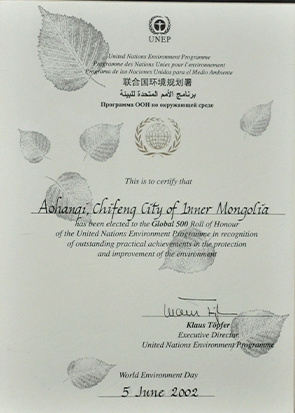 UNEP
United Nations Environment Programme
Programme des Nations Unies pour l'environnement
Programa de las Naciones Unidas para el Medio Ambiente
联合国环境规划署
برنامج الأمم المتحدة للبيئة
Программа ООН по окружающей среде
This is to certify that
Aohanqi, Chifeng City of Inner Mongolia
has been elected to the Global 500 Roll of Honour
of the United Nations Environment Programme in recognition
of outstanding practical achievements in the protection
and improvement of the environment
Klaus Töpfer
Executive Director
United Nations Environment Programme
World Environment Day
5 June 2002